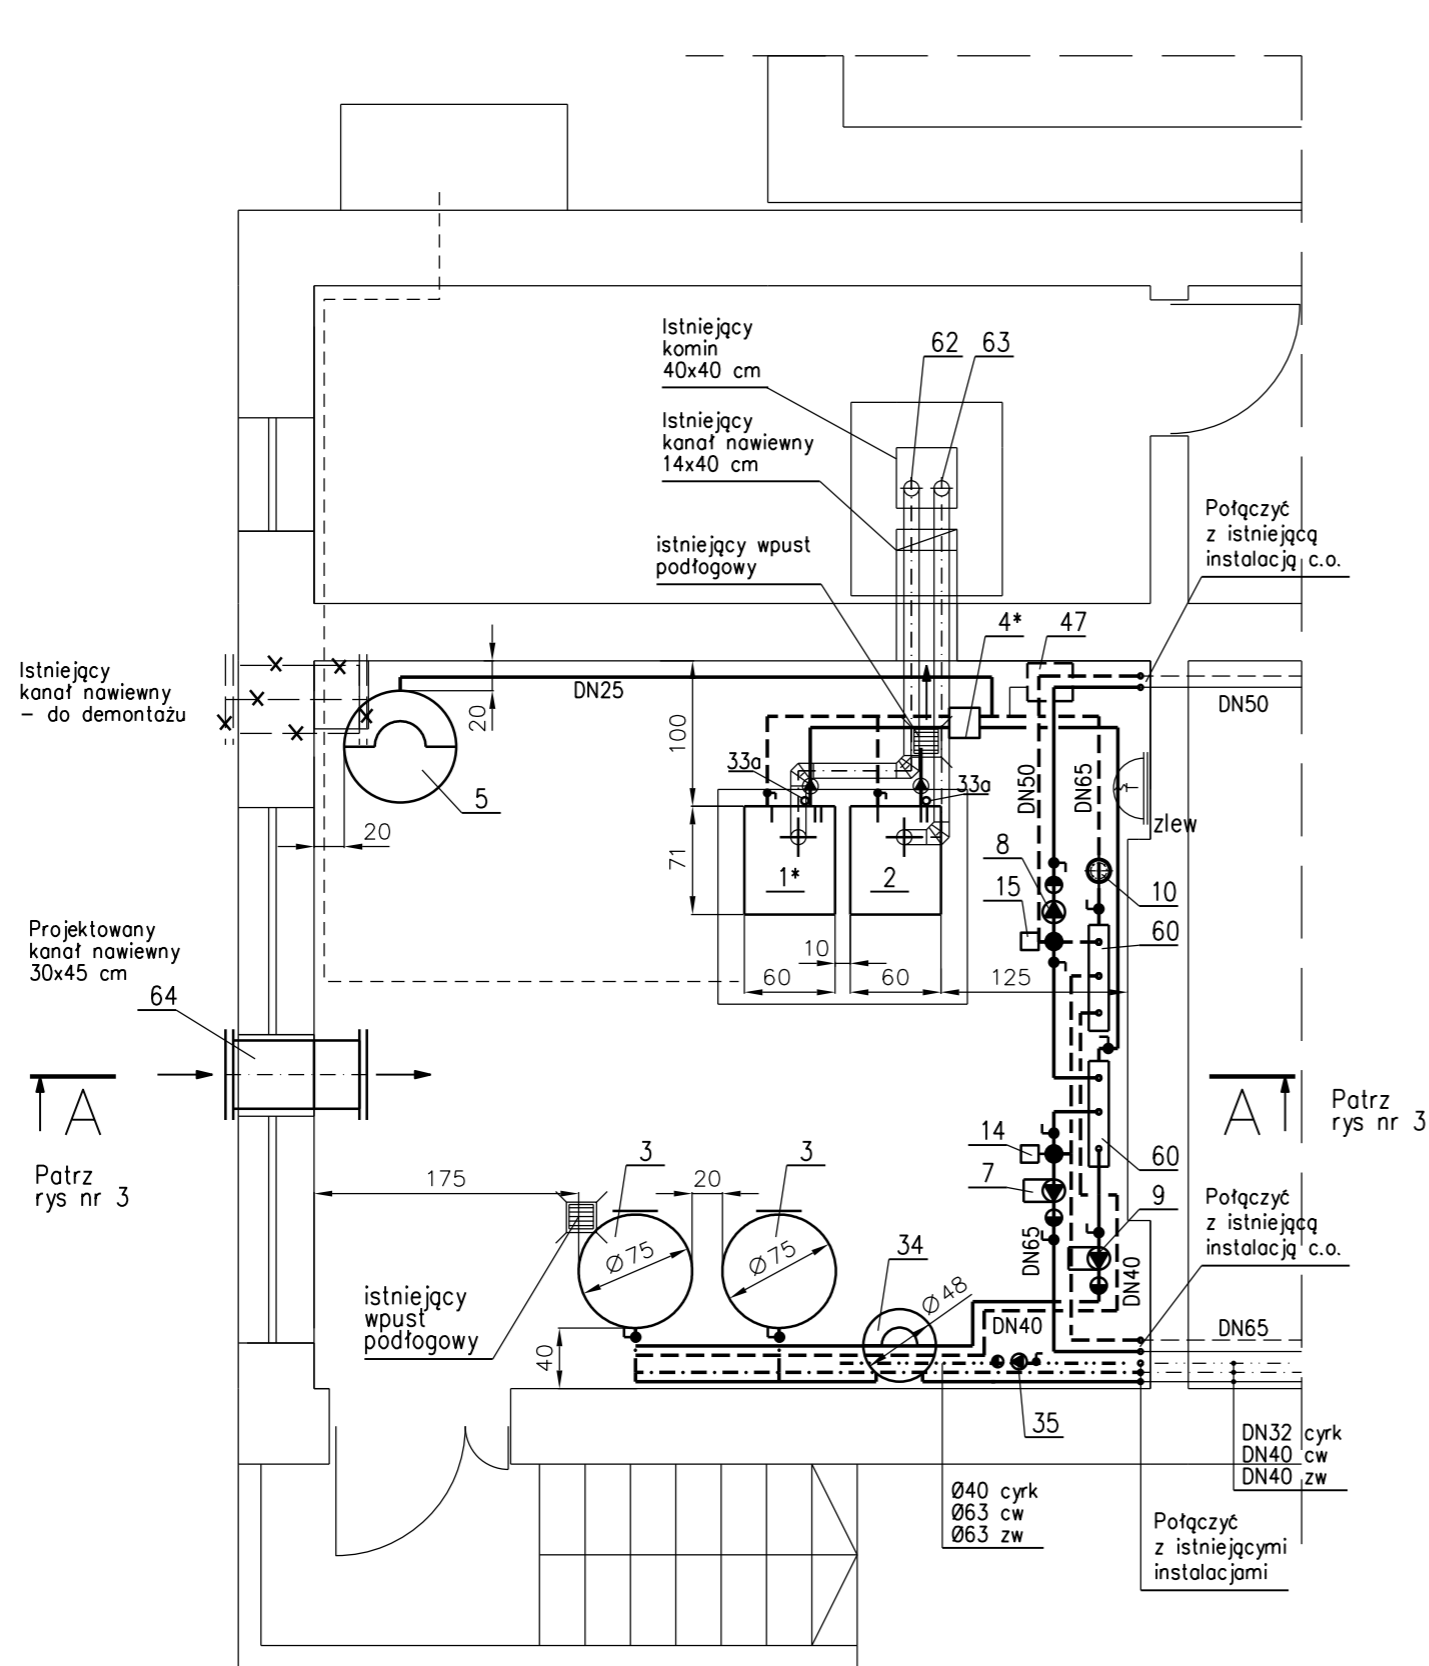 Istniejący
komin
40x40 cm
62
63
Istniejący
kanał nawiewny
14x40 cm
istniejący wpust
podłogowy
Połączyć
z istniejącą
instalacją c.o.
4*
47
Istniejący
kanał nawiewny
– do demontażu
DN25
20
100
DN50
33a
33a
DN50
DN65
5
20
zlew
71
1*
2
8
15
10
60
Projektowany
kanał nawiewny
30x45 cm
64
10
60
60
125
A
Patrz
rys nr 3
A
Patrz
rys nr 3
14
7
60
9
175
3
20
3
Połączyć
z istniejącą
instalacją c.o.
Ø75
Ø75
34
Ø48
DN65
DN40
istniejący
wpust
podłogowy
40
DN40
DN65
35
DN32 cyrk
DN40 cw
DN40 zw
Ø40 cyrk
Ø63 cw
Ø63 zw
Połączyć
z istniejącymi
instalacjami